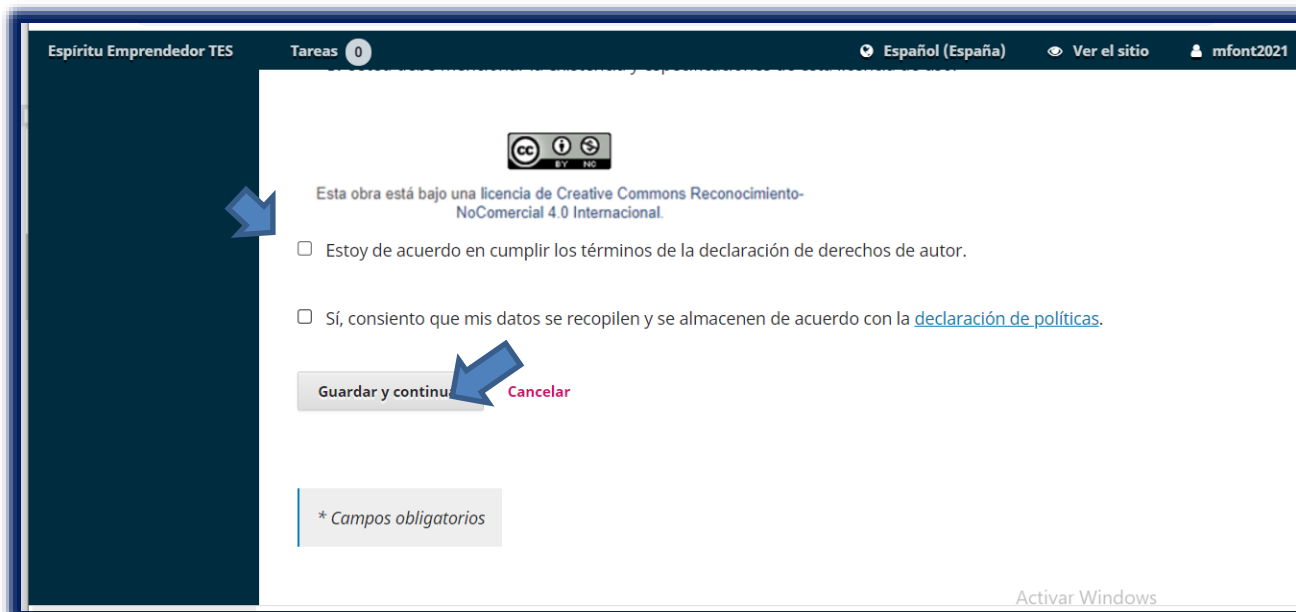 Espíritu Emprendedor TES Tareas 0 Español (España) Ver el sitio mfont2021
cc BY NC
Esta obra está bajo una licencia de Creative Commons Reconocimiento-
NoComercial 4.0 Internacional.
Estoy de acuerdo en cumplir los términos de la declaración de derechos de autor.
Sí, consiento que mis datos se recopilen y se almacenen de acuerdo con la declaración de políticas.
Guardar y continu Cancelar
* Campos obligatorios
Activar Windows